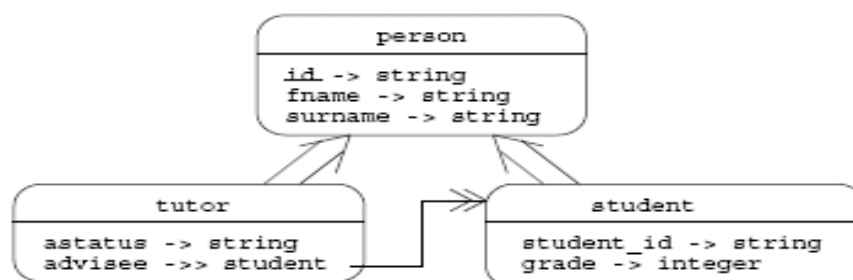 person
id -> string
fname -> string
surname -> string
tutor
astatus -> string
advisee ->> student
student
student_id -> string
grade -> integer